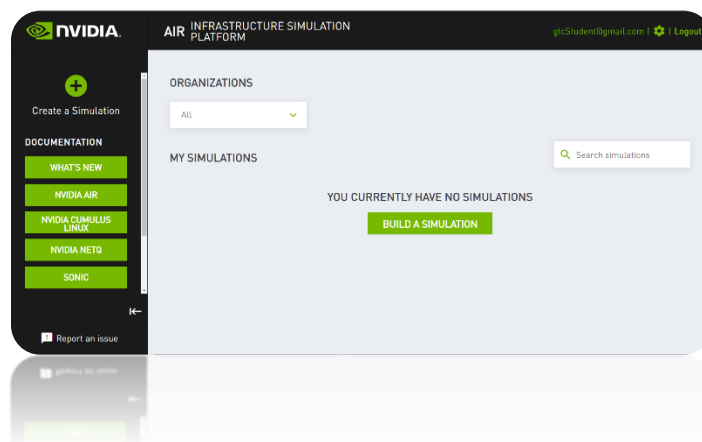 NVIDIA.
AIR INFRASTRUCTURE SIMULATION
PLATFORM
gtcStudent@gmail.com | | Logout
Create a Simulation
DOCUMENTATION
WHAT'S NEW
NVIDIA AIR
NVIDIA CUMULUS
LINUX
NVIDIA NETQ
SONIC
Report an issue
ORGANIZATIONS
All
MY SIMULATIONS
Search simulations
YOU CURRENTLY HAVE NO SIMULATIONS
BUILD A SIMULATION